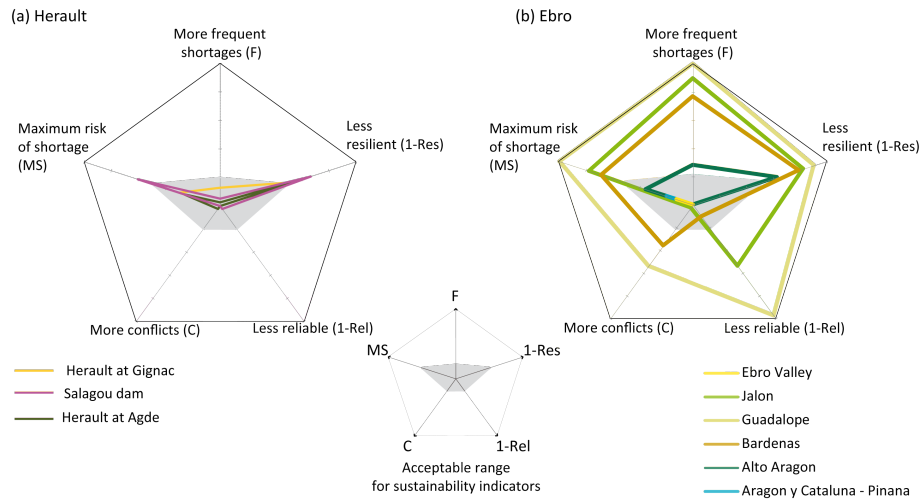 (a) Herault
More frequent
shortages (F)
Maximum risk
of shortage
(MS)
Less
resilient (1-Res)
More conflicts (C)
Less reliable (1-Rel)
Herault at Gignac
Salagou dam
Herault at Agde
(b) Ebro
More frequent
shortages (F)
Maximum risk
of shortage
(MS)
Less
resilient (1-Res)
More conflicts (C)
Less reliable (1-Rel)
Ebro Valley
Jalon
Guadalope
Bardenas
Alto Aragon
Aragon y Cataluna - Pinana
F
MS
1-Res
C
1-Rel
Acceptable range
for sustainability indicators